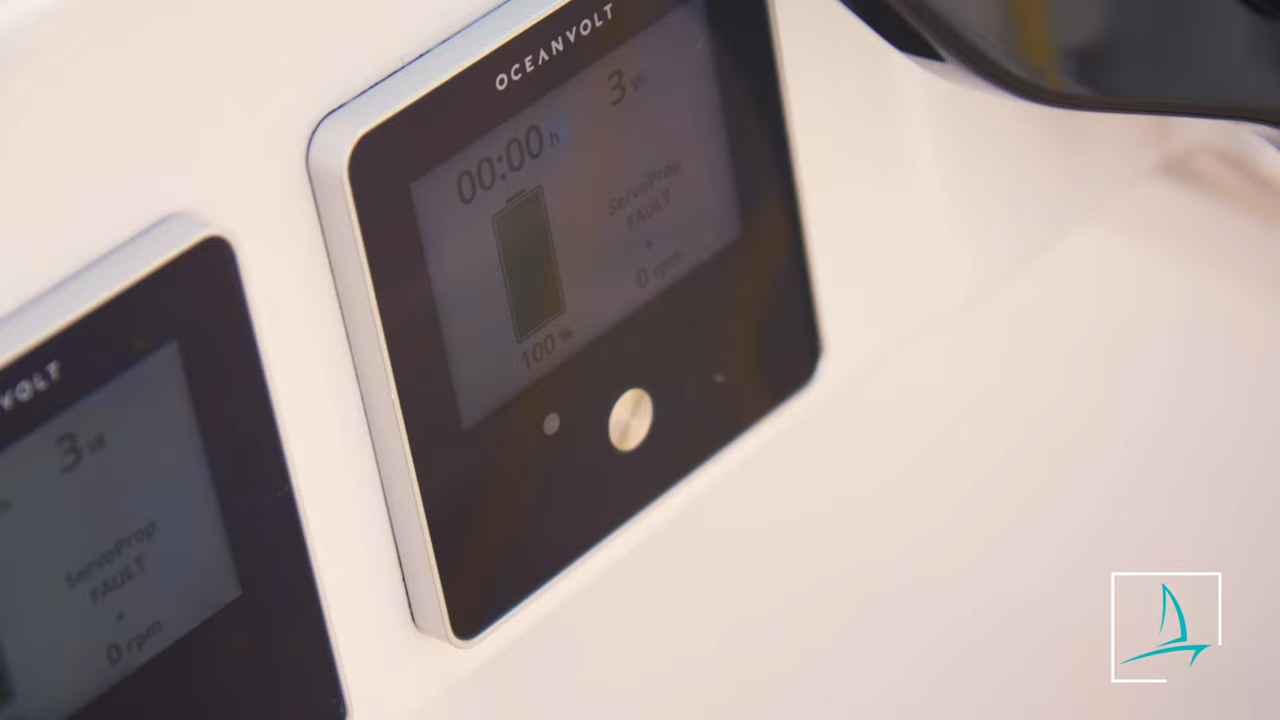 OCEANVOLT
3 W
00:00 h
ServoProp
FAULT
0 rpm
100 %
VOLT
3 W
ServoProp
FAULT
0 rpm